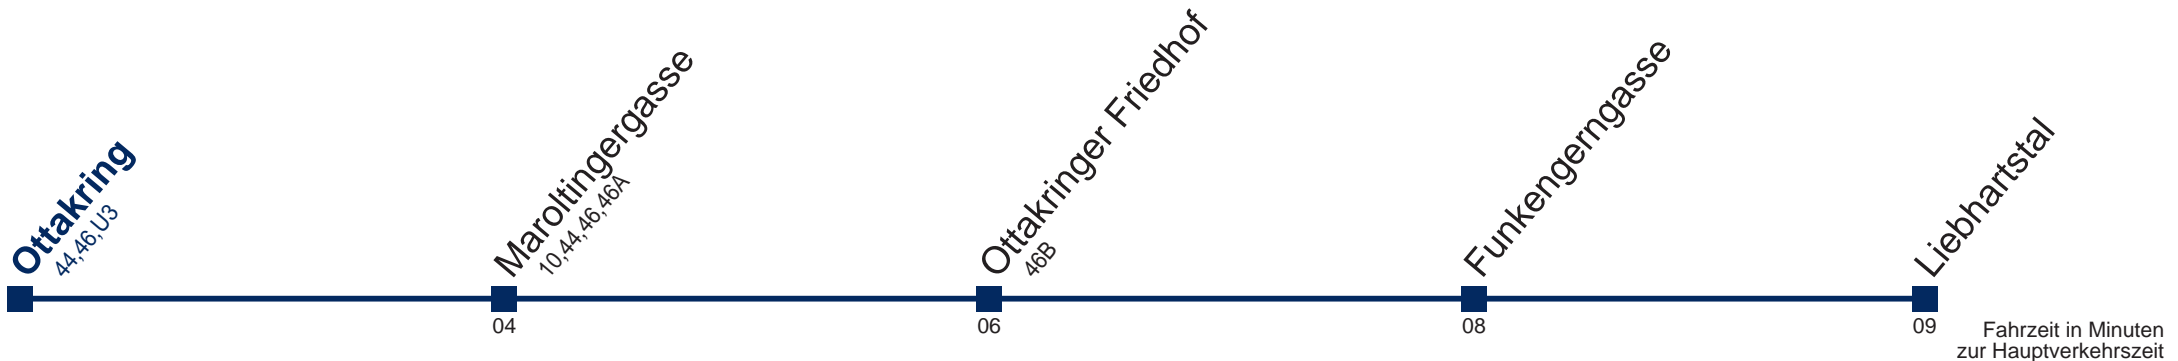 Ottakring
44,46,U3
Maroltingergasse
10,44,46,46A
Ottakringer Friedhof
46B
Funkengerngasse
Liebhartstal
04
06
08
09
Fahrzeit in Minuten
zur Hauptverkehrszeit